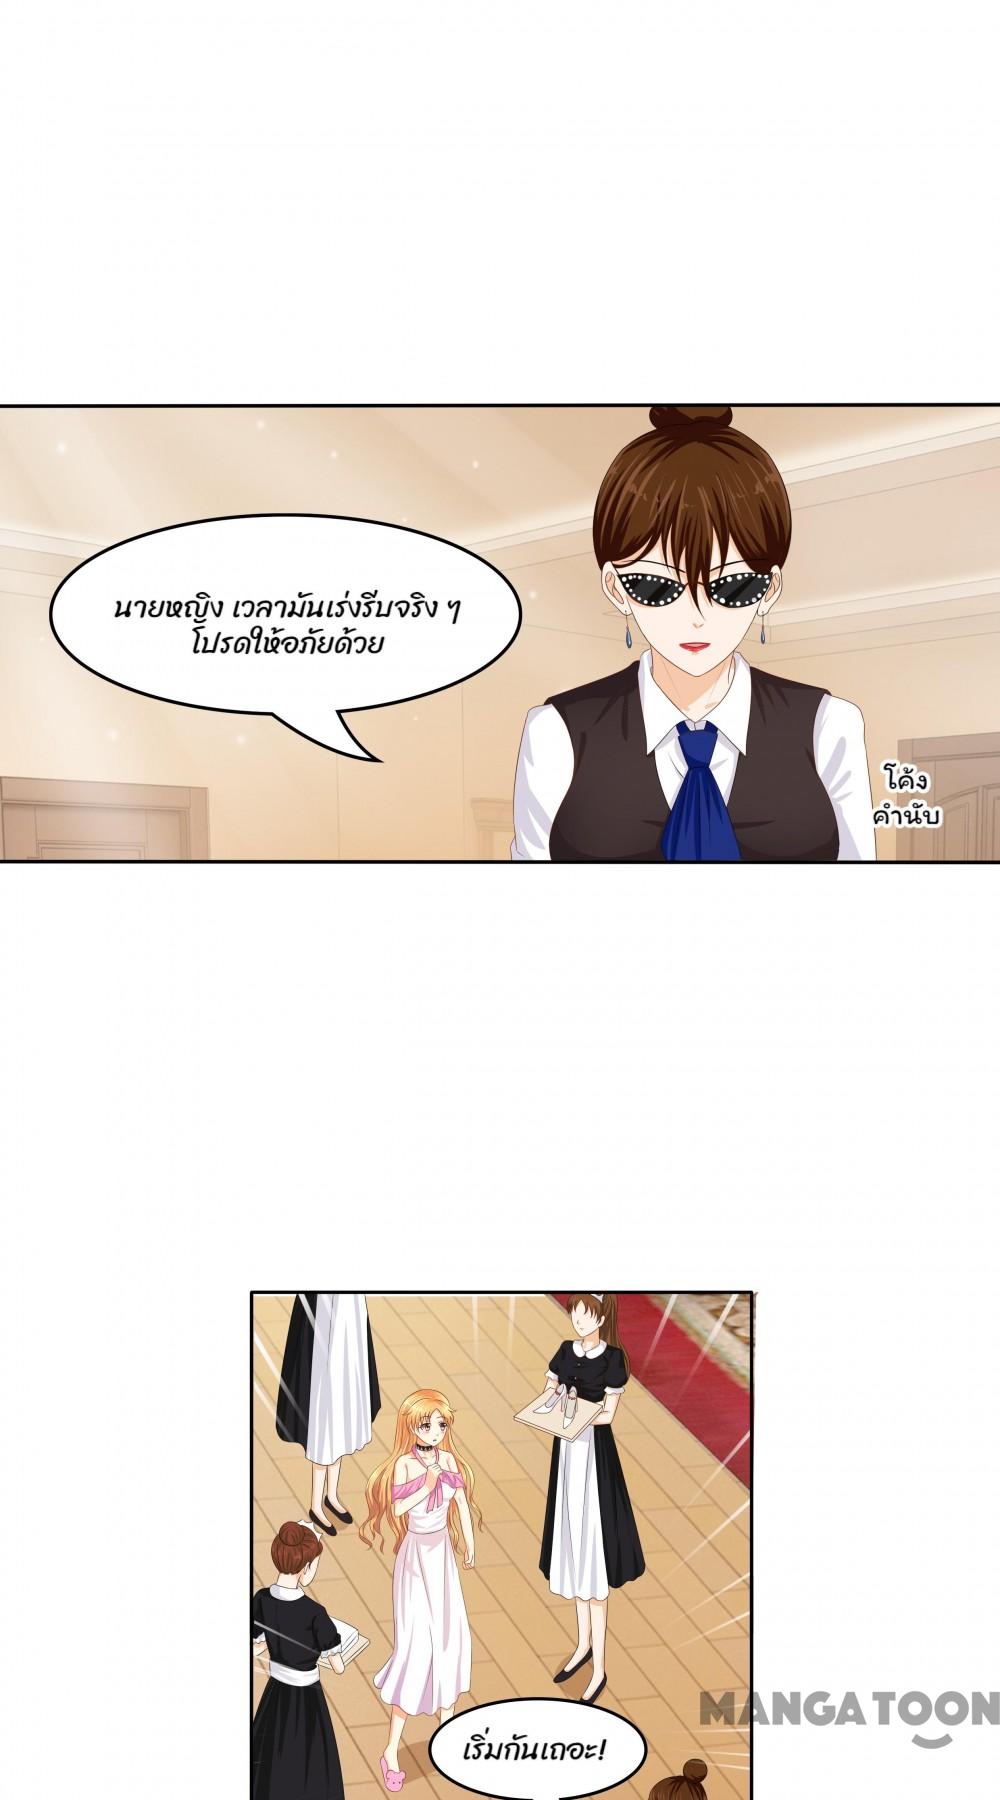 นายหญิง เวลามันเร่งรีบจริง ๆ
โปรดให้อภัยด้วย
โค้ง
คำนับ
MANGATOON
เริ่มกันเถอะ!